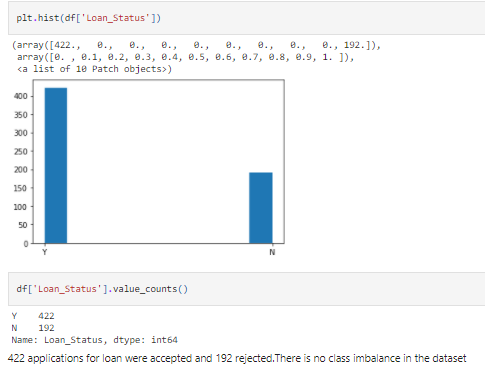 plt.hist(df['Loan_Status'])
(array([422., 0., 0., 0., 0., 0., 0., 0., 0., 192.]),
array([0. , 0.1, 0.2, 0.3, 0.4, 0.5, 0.6, 0.7, 0.8, 0.9, 1. ]),
<a list of 10 Patch objects>)
400
350
300
250
200
150
100
50
0
Y N
df['Loan_Status'].value_counts()
Y 422
N 192
Name: Loan_Status, dtype: int64
422 applications for loan were accepted and 192 rejected.There is no class imbalance in the dataset